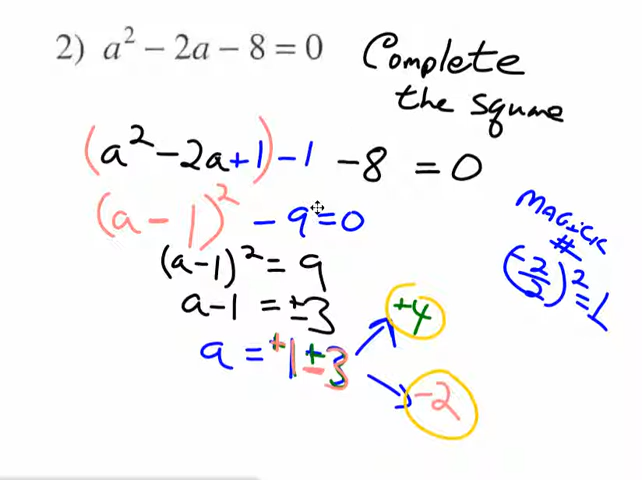 2) a² − 2a − 8 = 0
Complete
the square
(a² − 2a + 1) − 1 − 8 = 0
(a − 1)² − 9 = 0
MAGICK
#
(−2/2)² = 1
(a−1)² = 9
a−1 = ±3
a = +1 ± 3
+4
−2